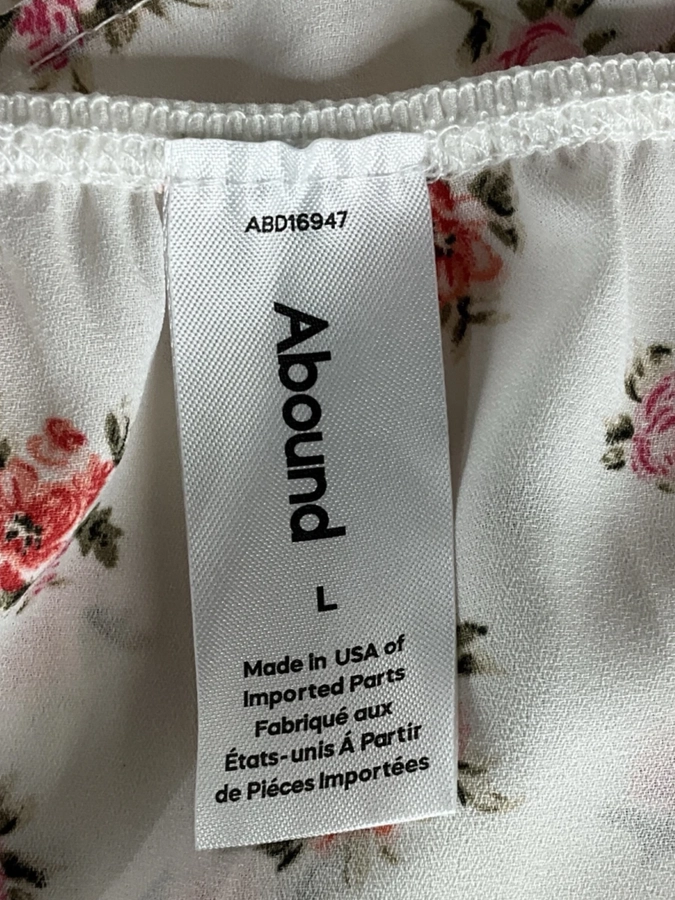 ABD16947
Abound
L
Made in USA of
Imported Parts
Fabriqué aux
États-unis Á Partir
de Piéces Importées